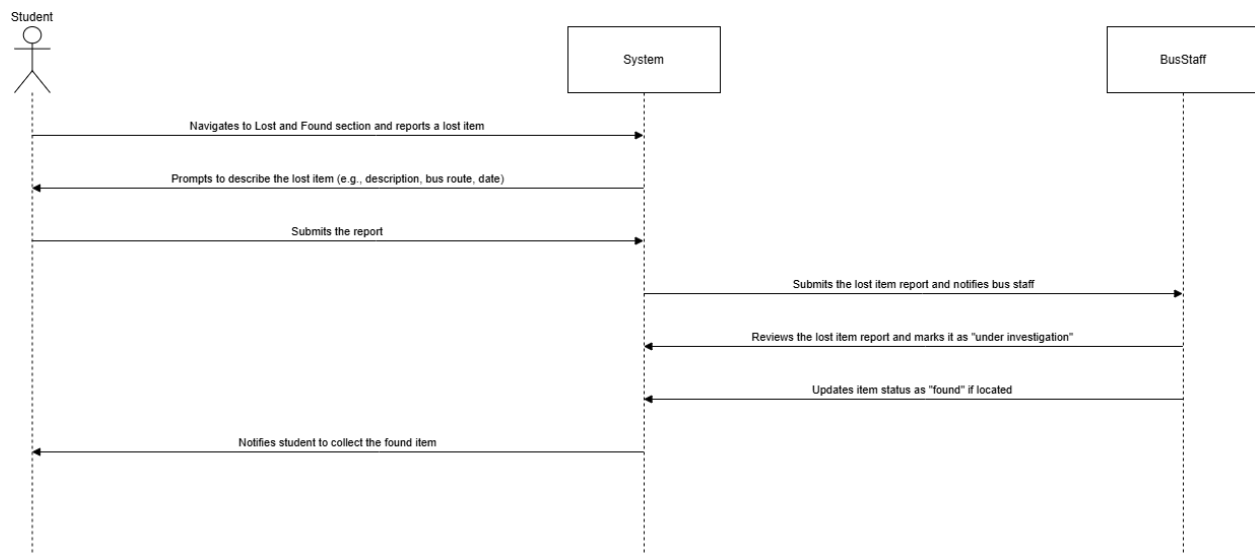 Student
System
BusStaff
Navigates to Lost and Found section and reports a lost item
Prompts to describe the lost item (e.g., description, bus route, date)
Submits the report
Submits the lost item report and notifies bus staff
Reviews the lost item report and marks it as "under investigation"
Updates item status as "found" if located
Notifies student to collect the found item